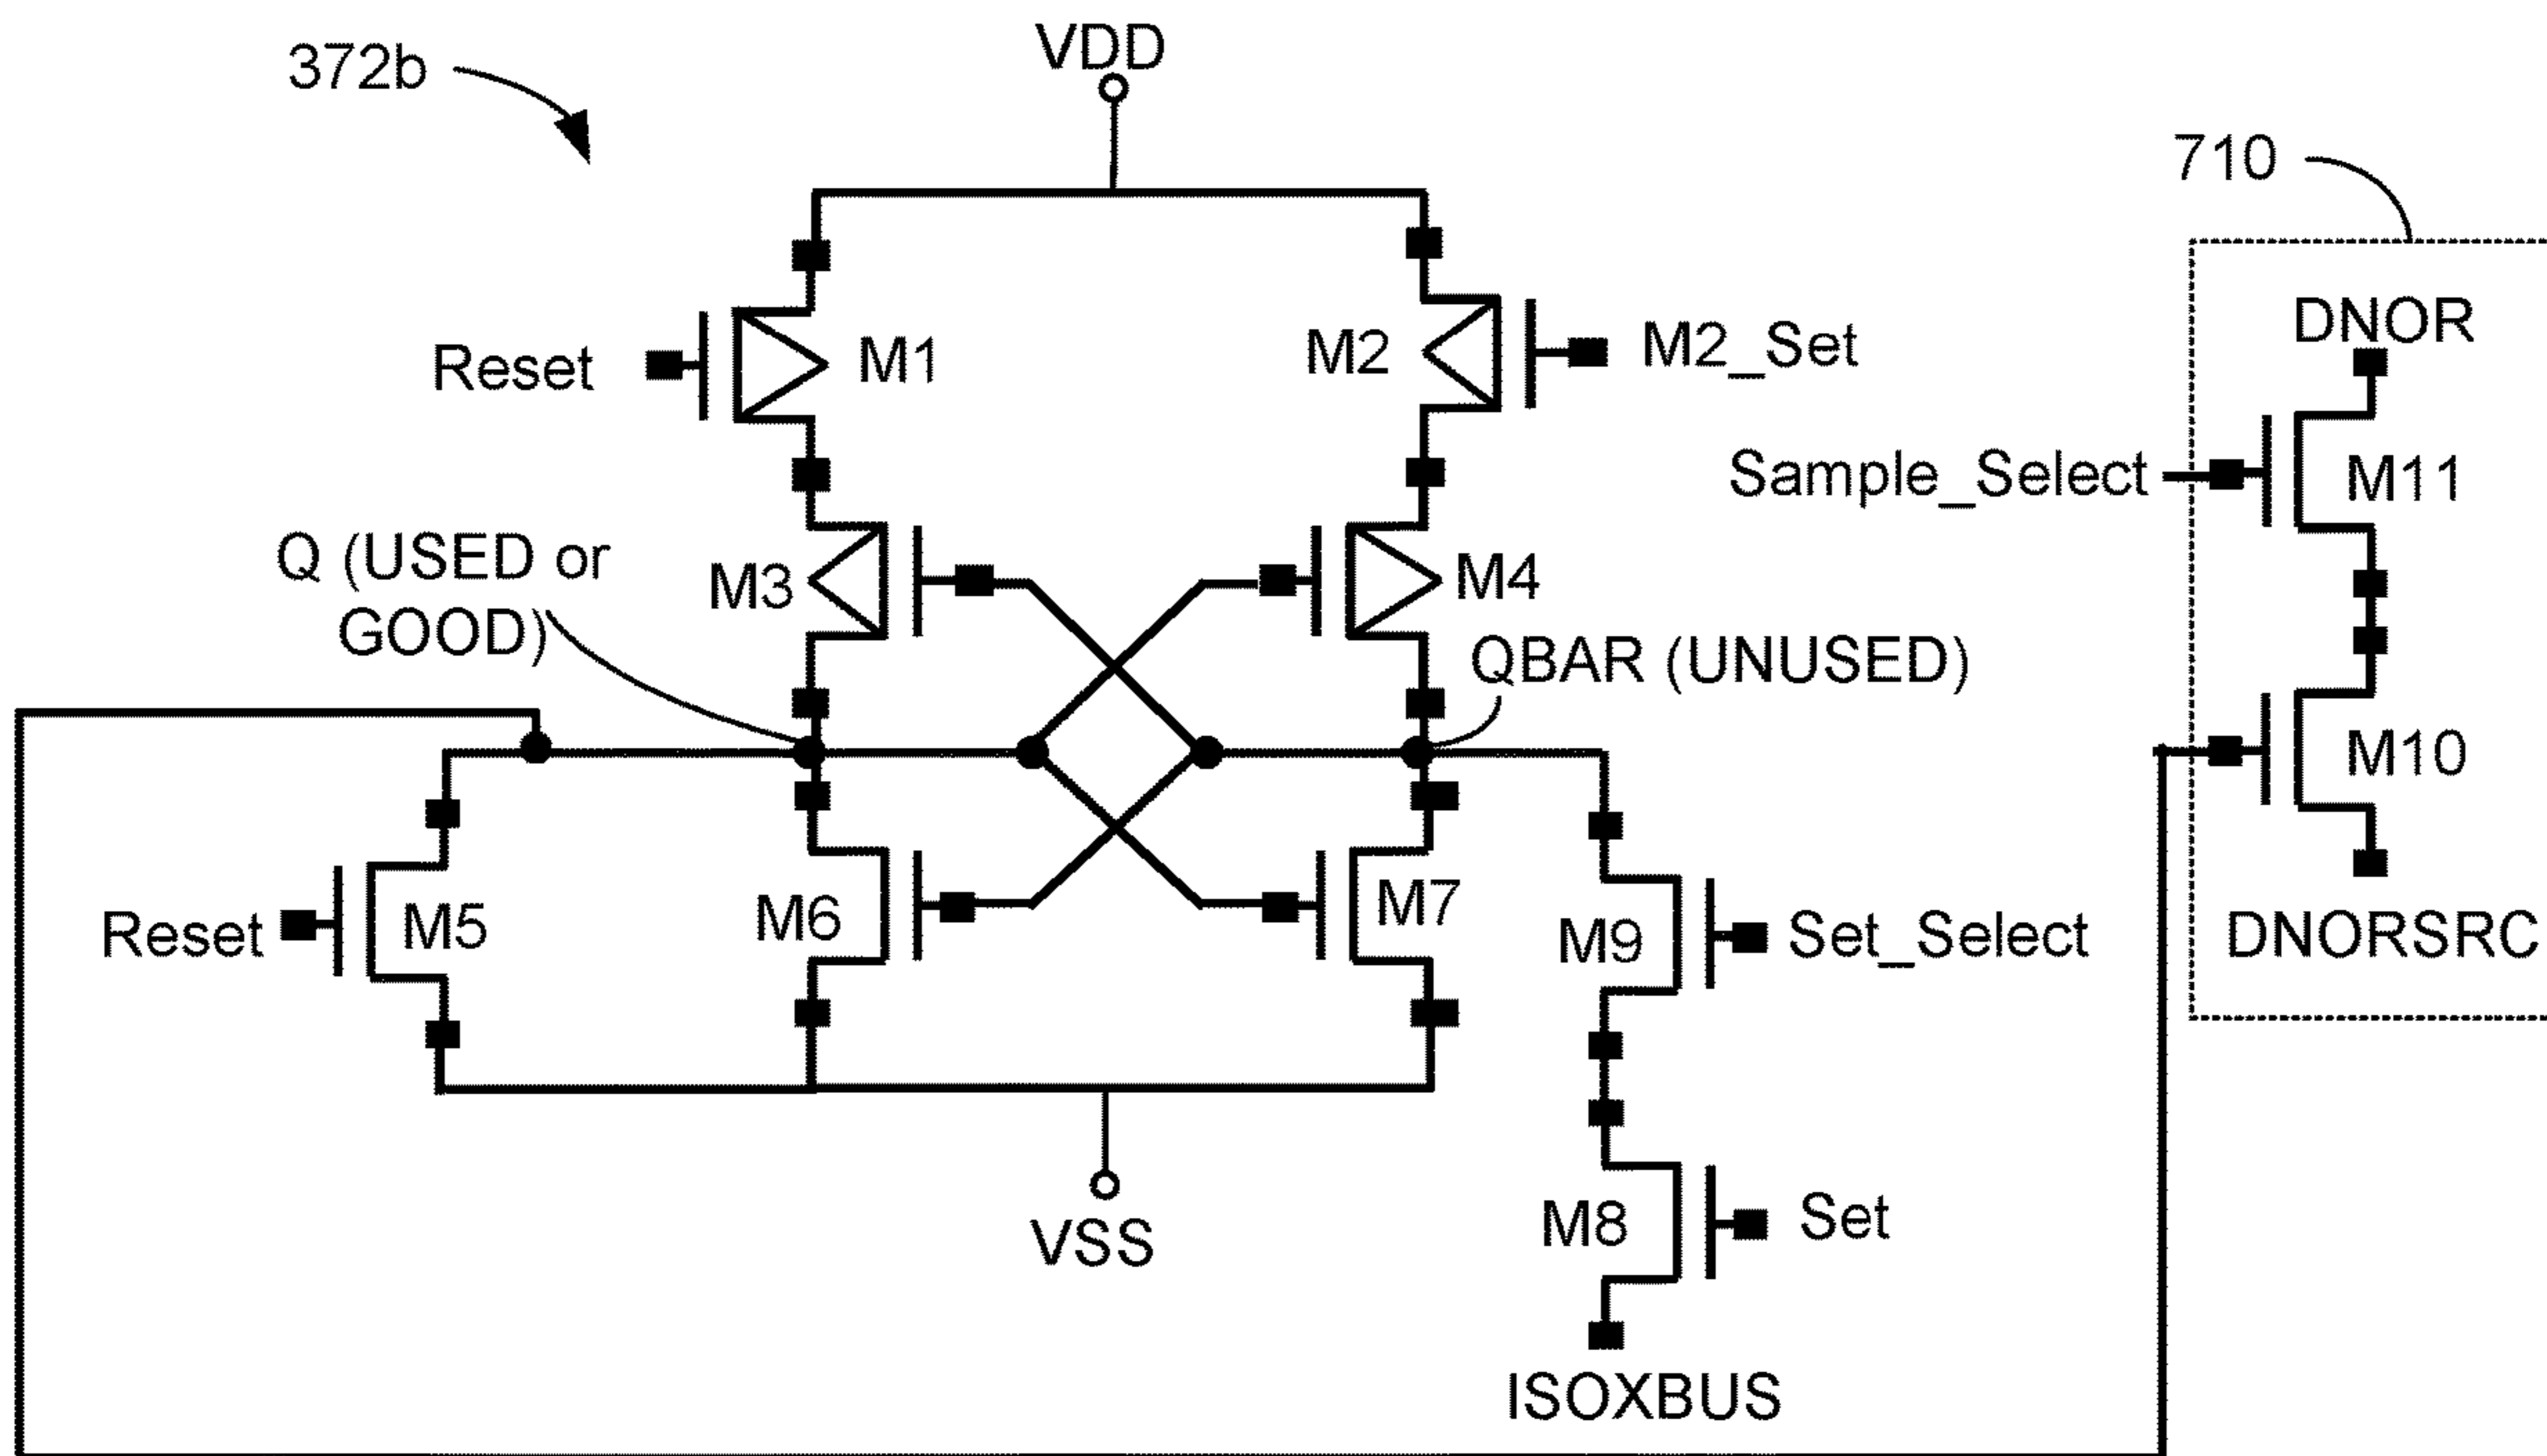 372b
VDD
710
DNOR
Reset
M1
M2
M2_Set
Sample_Select
M11
Q (USED or
GOOD)
M3
M4
QBAR (UNUSED)
M10
Reset
M5
M6
M7
M9
Set_Select
DNORSRC
VSS
M8
Set
ISOXBUS